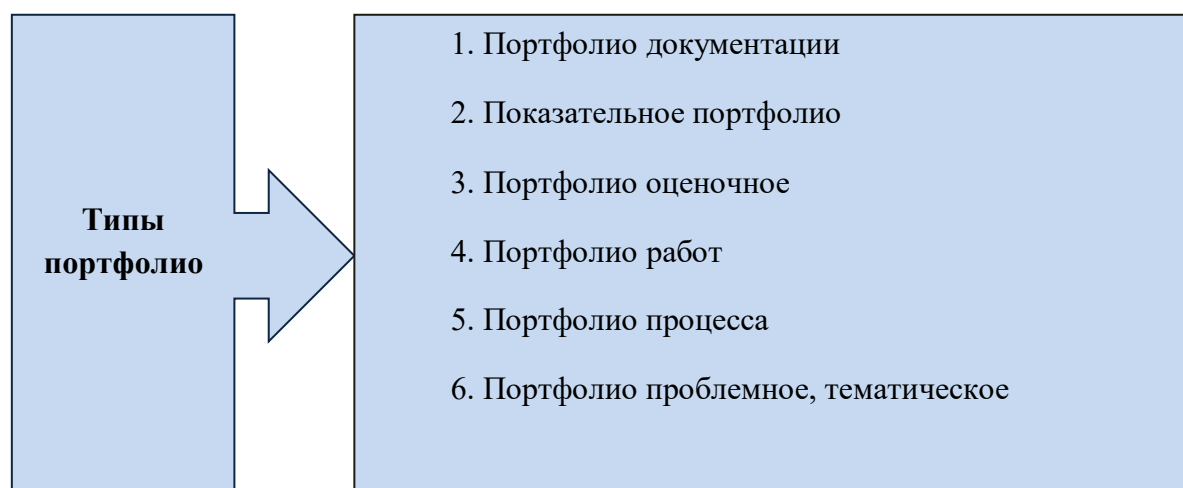 Типы
портфолио
1. Портфолио документации
2. Показательное портфолио
3. Портфолио оценочное
4. Портфолио работ
5. Портфолио процесса
6. Портфолио проблемное, тематическое